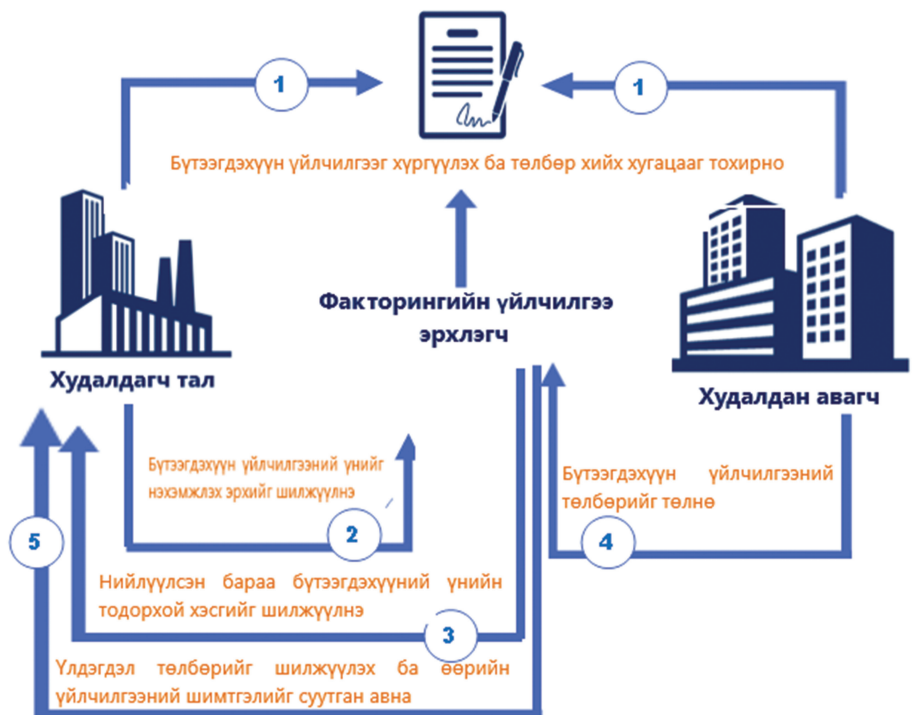 1
1
Бүтээгдэхүүн үйлчилгээг хүргүүлэх ба төлбөр хийх хугацааг тохирно
Факторингийн үйлчилгээ
эрхлэгч
Худалдагч тал
Худалдан авагч
Бүтээгдэхүүн үйлчилгээний үнийг
нэхэмжлэх эрхийг шилжүүлнэ
2
Бүтээгдэхүүн үйлчилгээний
төлбөрийг төлнө
4
5
Нийлүүлсэн бараа бүтээгдэхүүний үнийн
тодорхой хэсгийг шилжүүлнэ
3
Үлдэгдэл төлбөрийг шилжүүлэх ба өөрийн
үйлчилгээний шимтгэлийг суутган авна